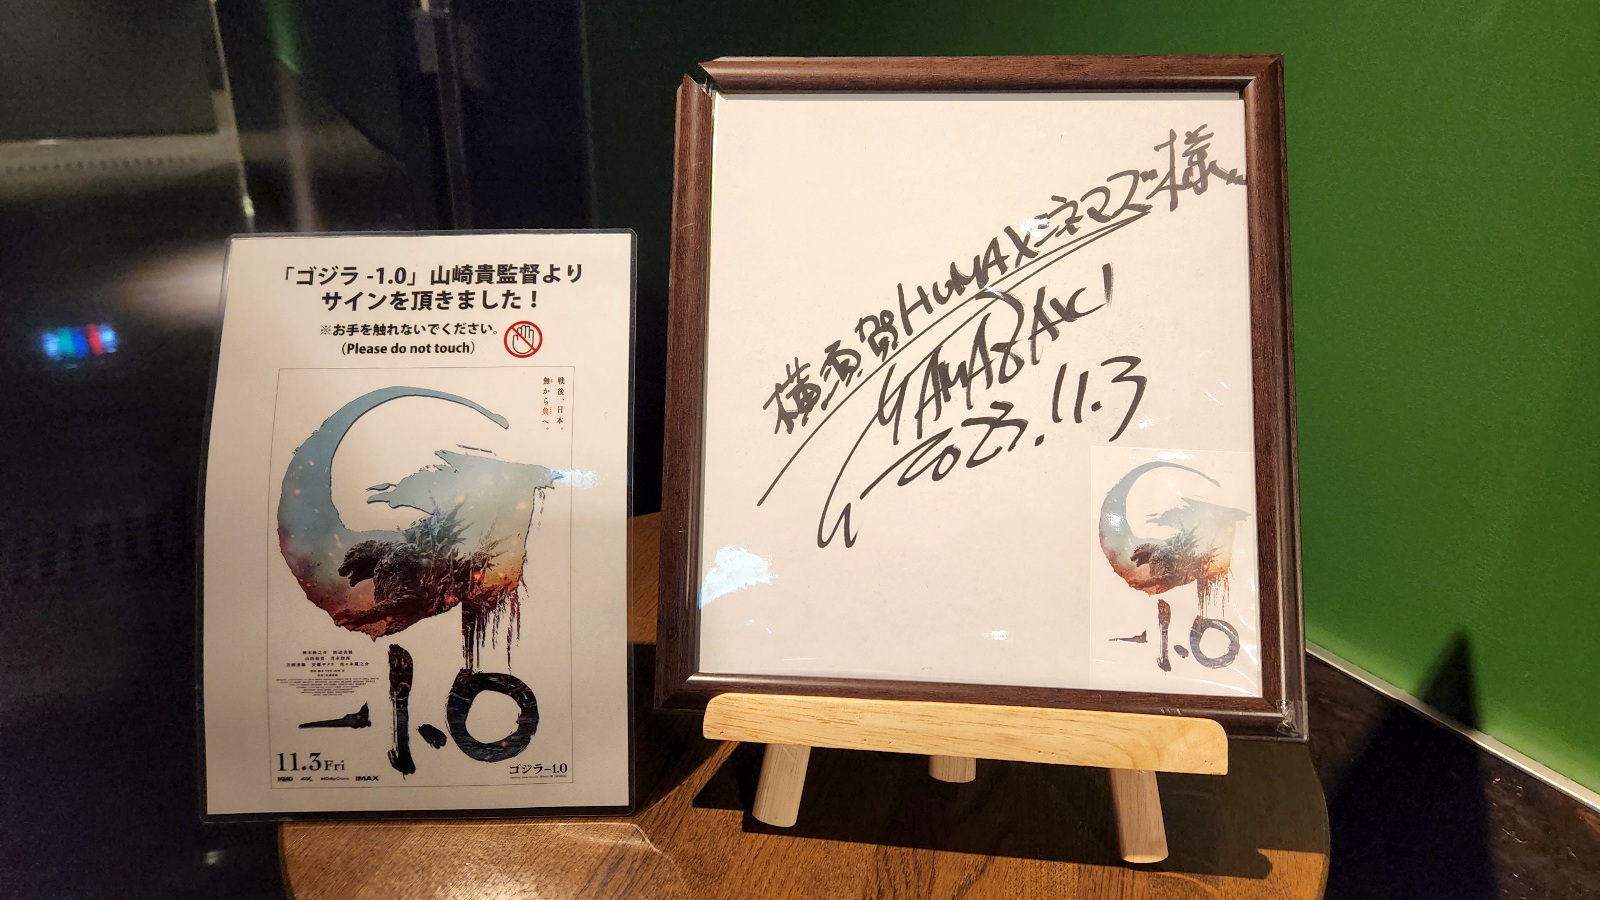 「ゴジラ -1.0」山崎貴監督より
サインを頂きました！
※お手を触れないでください。
（Please do not touch）
戦後、日本。
無から負へ。
-1.0
11.3Fri
IMAX
ゴジラ-1.0
横須賀HUMAXシネマズ様
YAMAZAKI
2023.11.3
-1.0